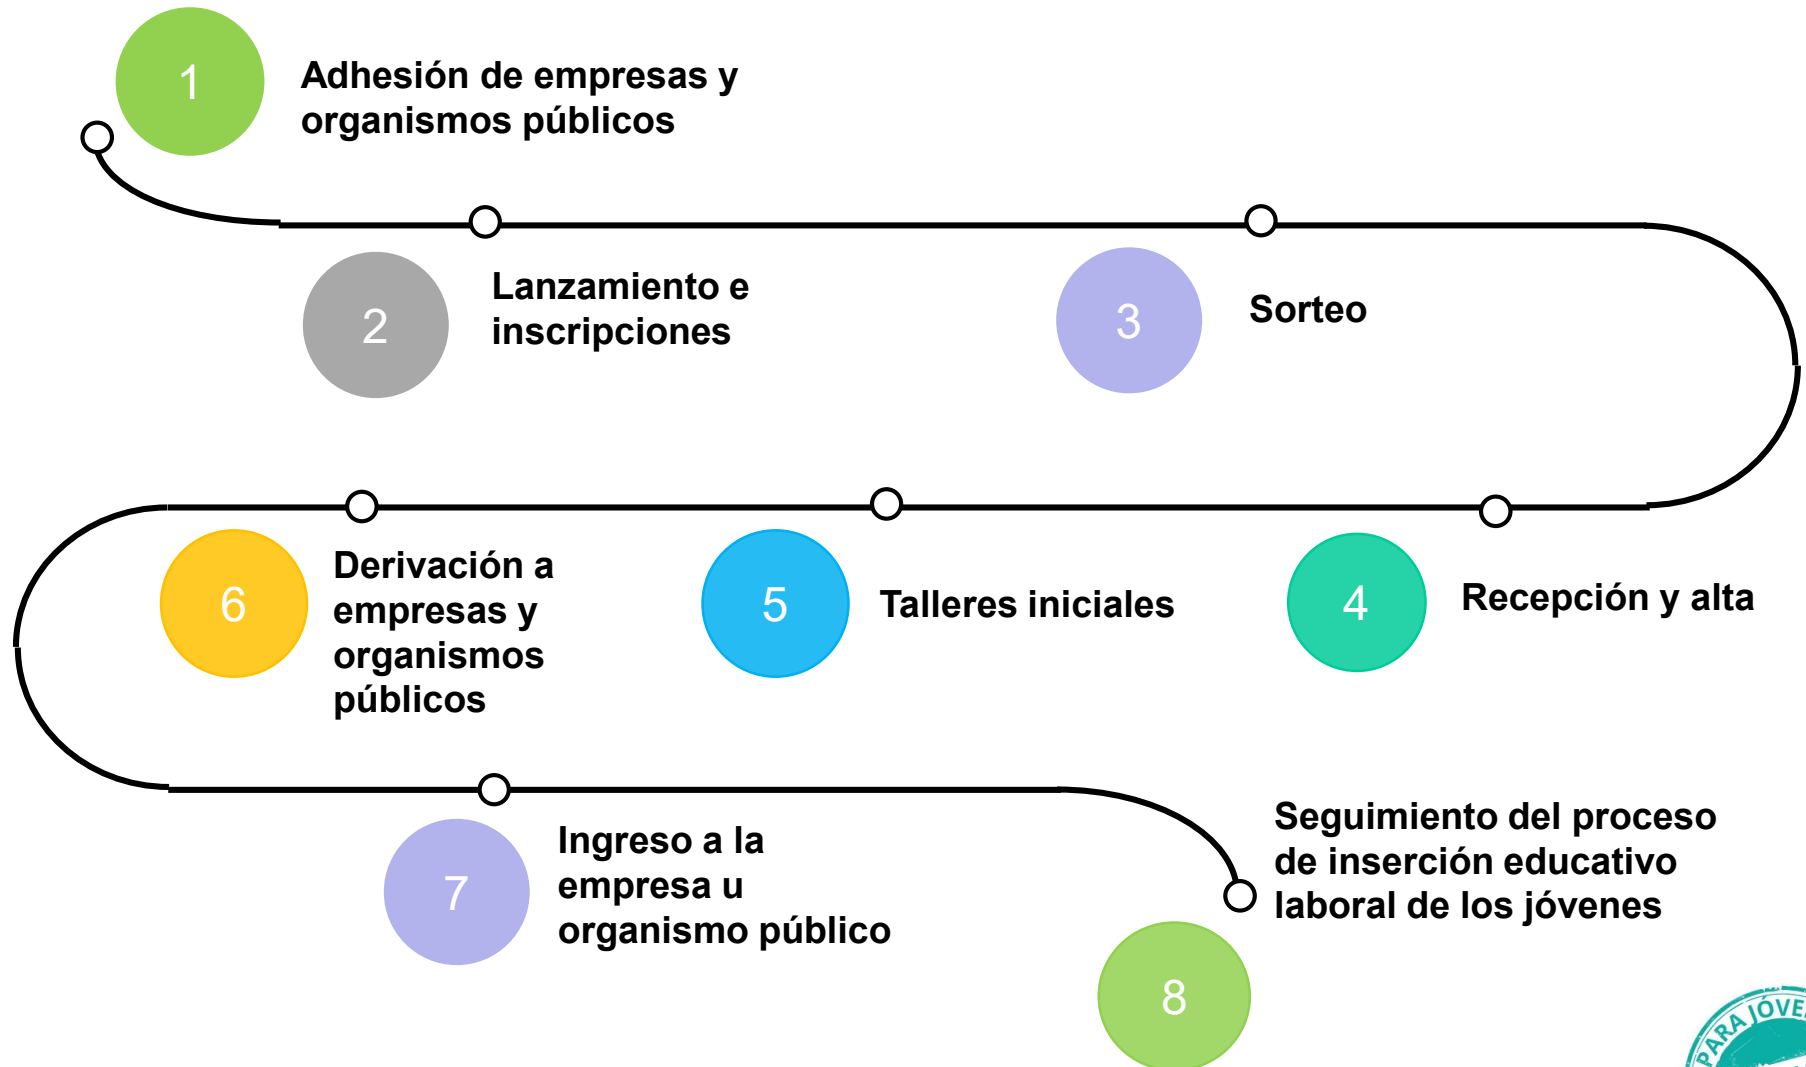 1
Adhesión de empresas y
organismos públicos
2
Lanzamiento e
inscripciones
3
Sorteo
6
Derivación a
empresas y
organismos
públicos
5
Talleres iniciales
4
Recepción y alta
7
Ingreso a la
empresa u
organismo público
Seguimiento del proceso
de inserción educativo
laboral de los jóvenes
8
PARA